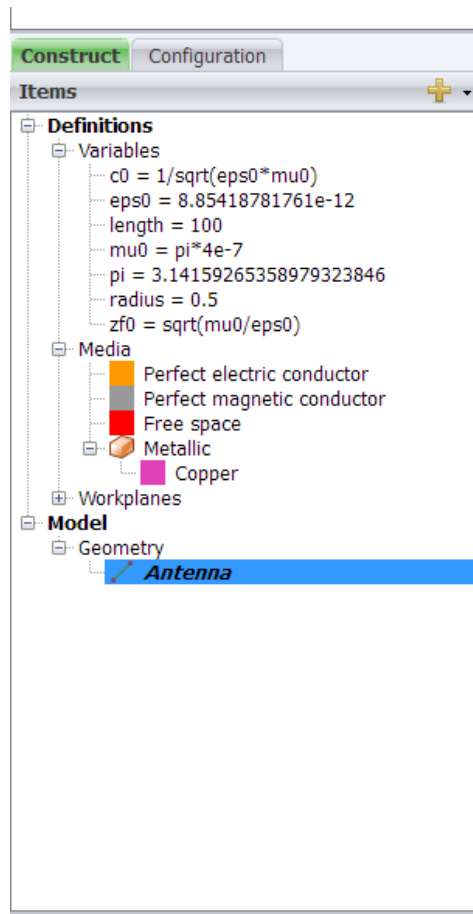 Construct Configuration
Items
Definitions
Variables
c0 = 1/sqrt(eps0*mu0)
eps0 = 8.85418781761e-12
length = 100
mu0 = pi*4e-7
pi = 3.14159265358979323846
radius = 0.5
zf0 = sqrt(mu0/eps0)
Media
Perfect electric conductor
Perfect magnetic conductor
Free space
Metallic
Copper
Workplanes
Model
Geometry
Antenna